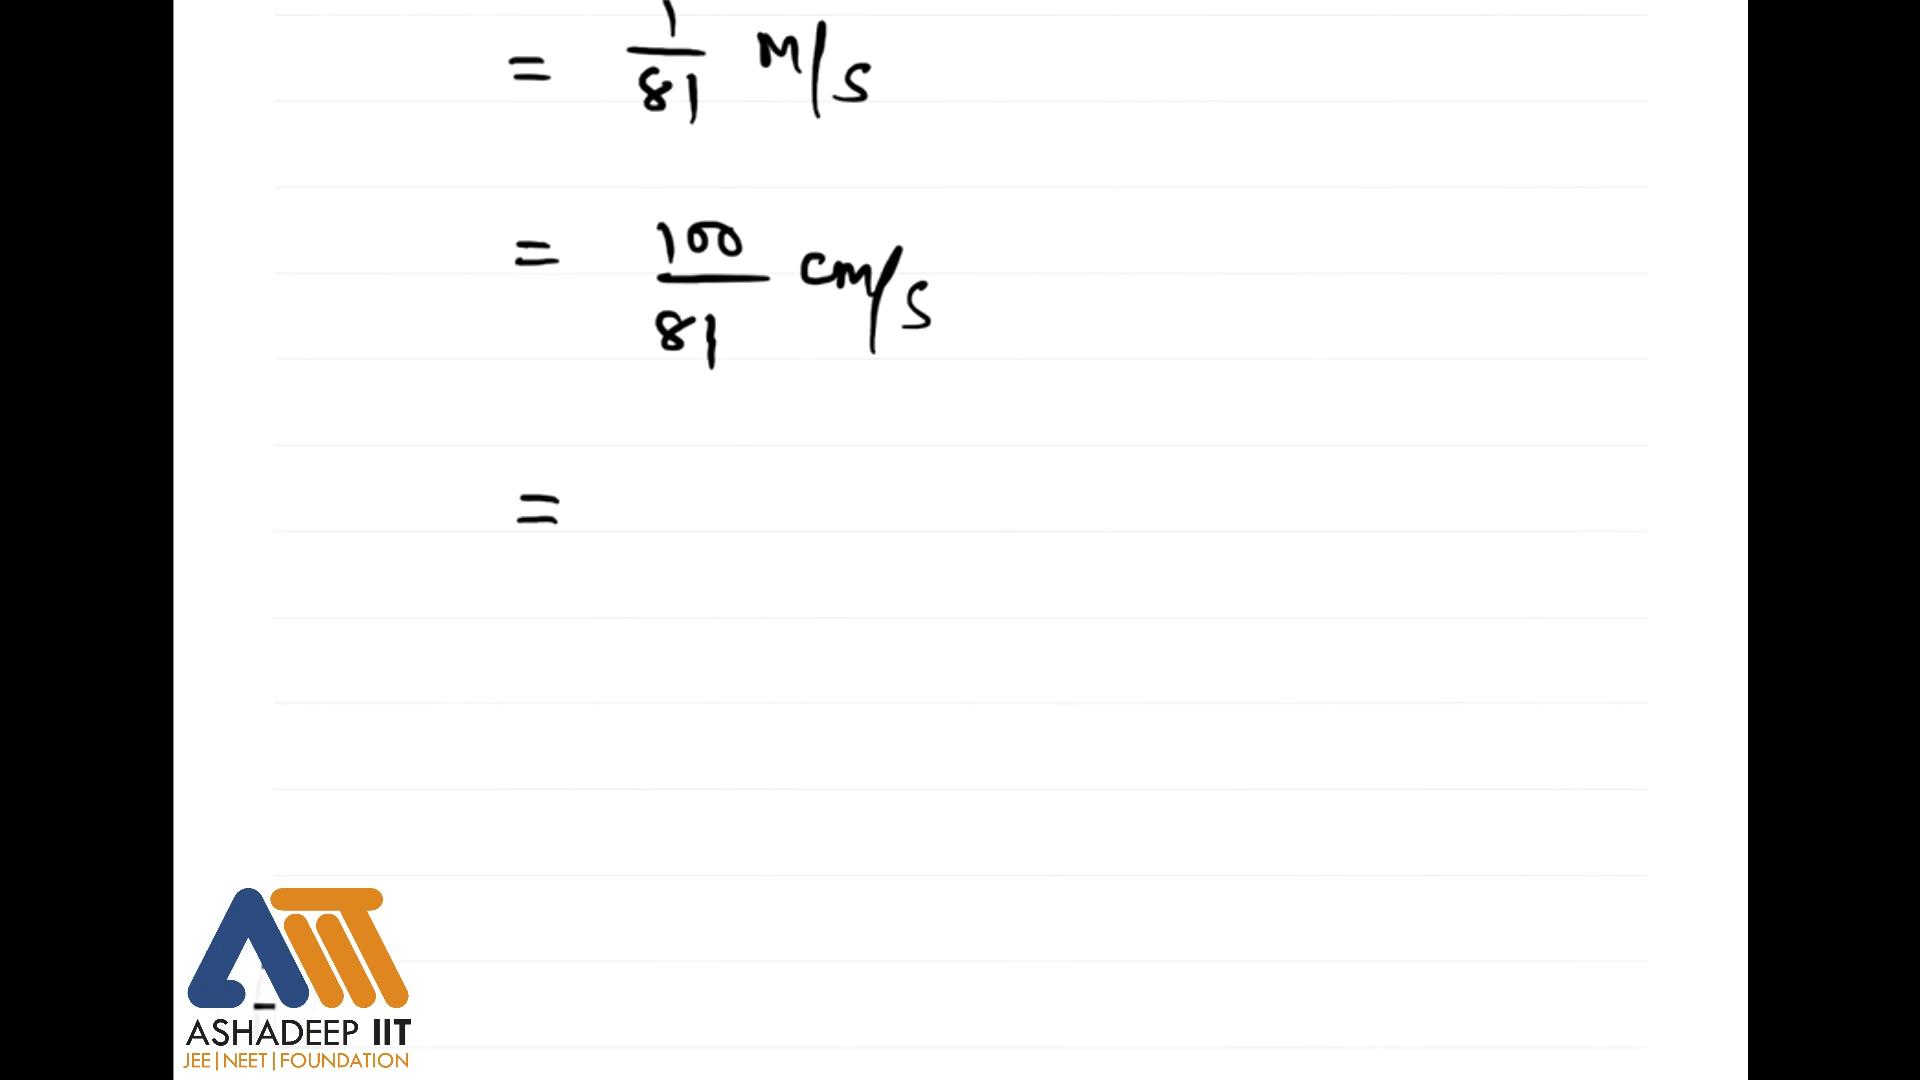 = 1/81 M/S
= 100/81 cm/s
=
ASHADEEP IIT
JEE|NEET|FOUNDATION